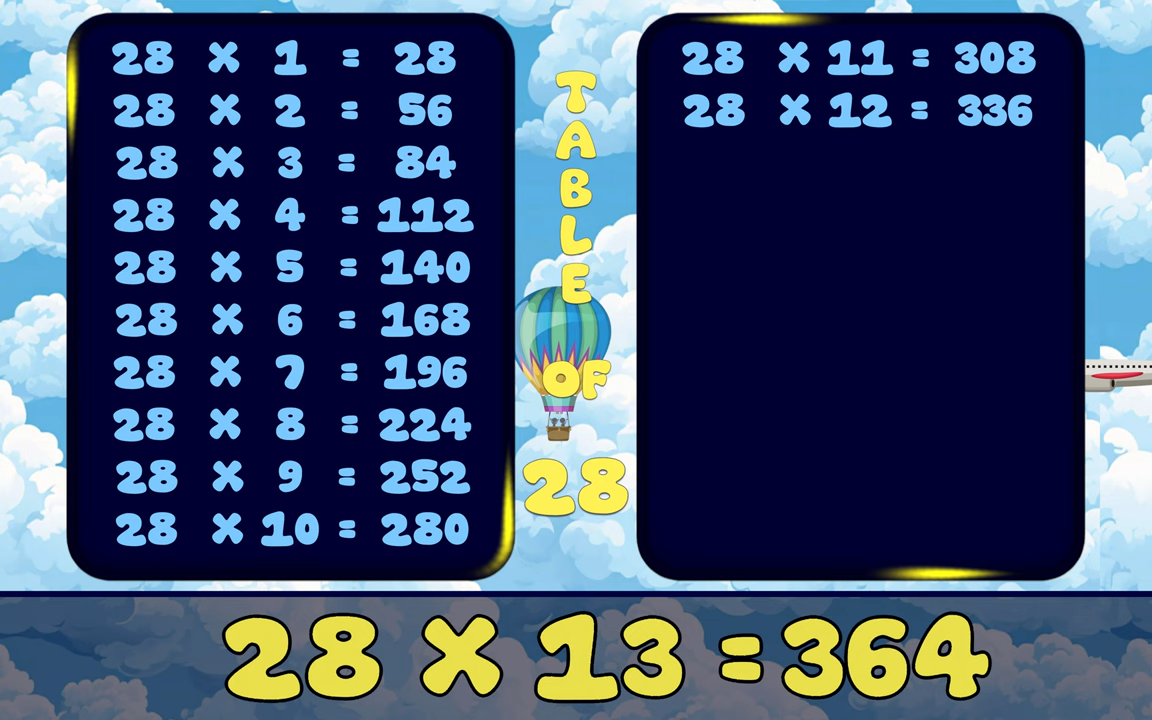 28 × 1 = 28
28 × 2 = 56
28 × 3 = 84
28 × 4 = 112
28 × 5 = 140
28 × 6 = 168
28 × 7 = 196
28 × 8 = 224
28 × 9 = 252
28 × 10 = 280
TABLE
OF
28
28 × 11 = 308
28 × 12 = 336
28 × 13 = 364